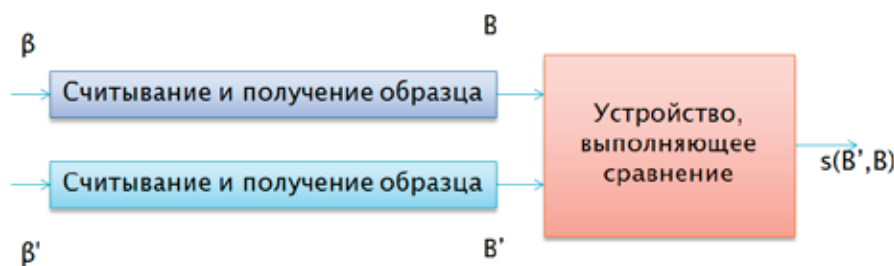 β
B
Считывание и получение образца
Устройство,
выполняющее
сравнение
s(B’,B)
Считывание и получение образца
β'
B’